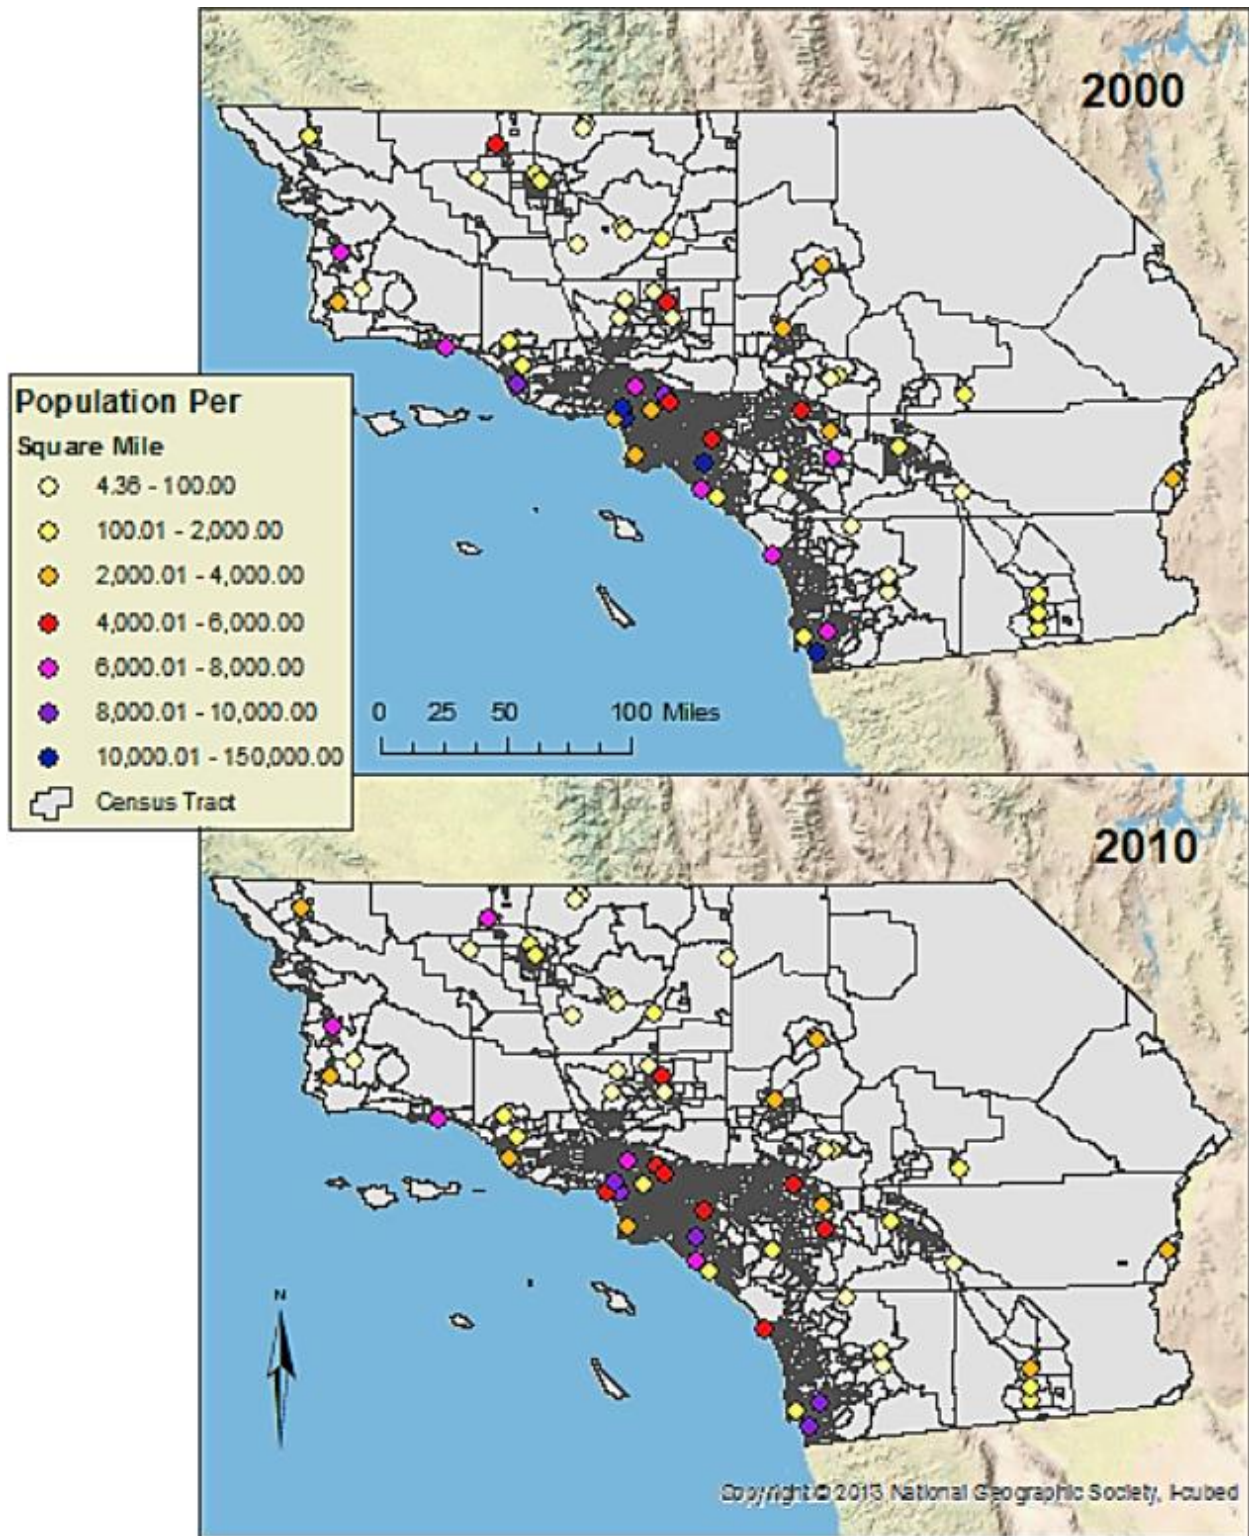 2000
Population Per
Square Mile
4.36 - 100.00
100.01 - 2,000.00
2,000.01 - 4,000.00
4,000.01 - 6,000.00
6,000.01 - 8,000.00
8,000.01 - 10,000.00
10,000.01 - 150,000.00
Census Tract
0 25 50 100 Miles
2010
N
Copyright:© 2013 National Geographic Society, i-cubed